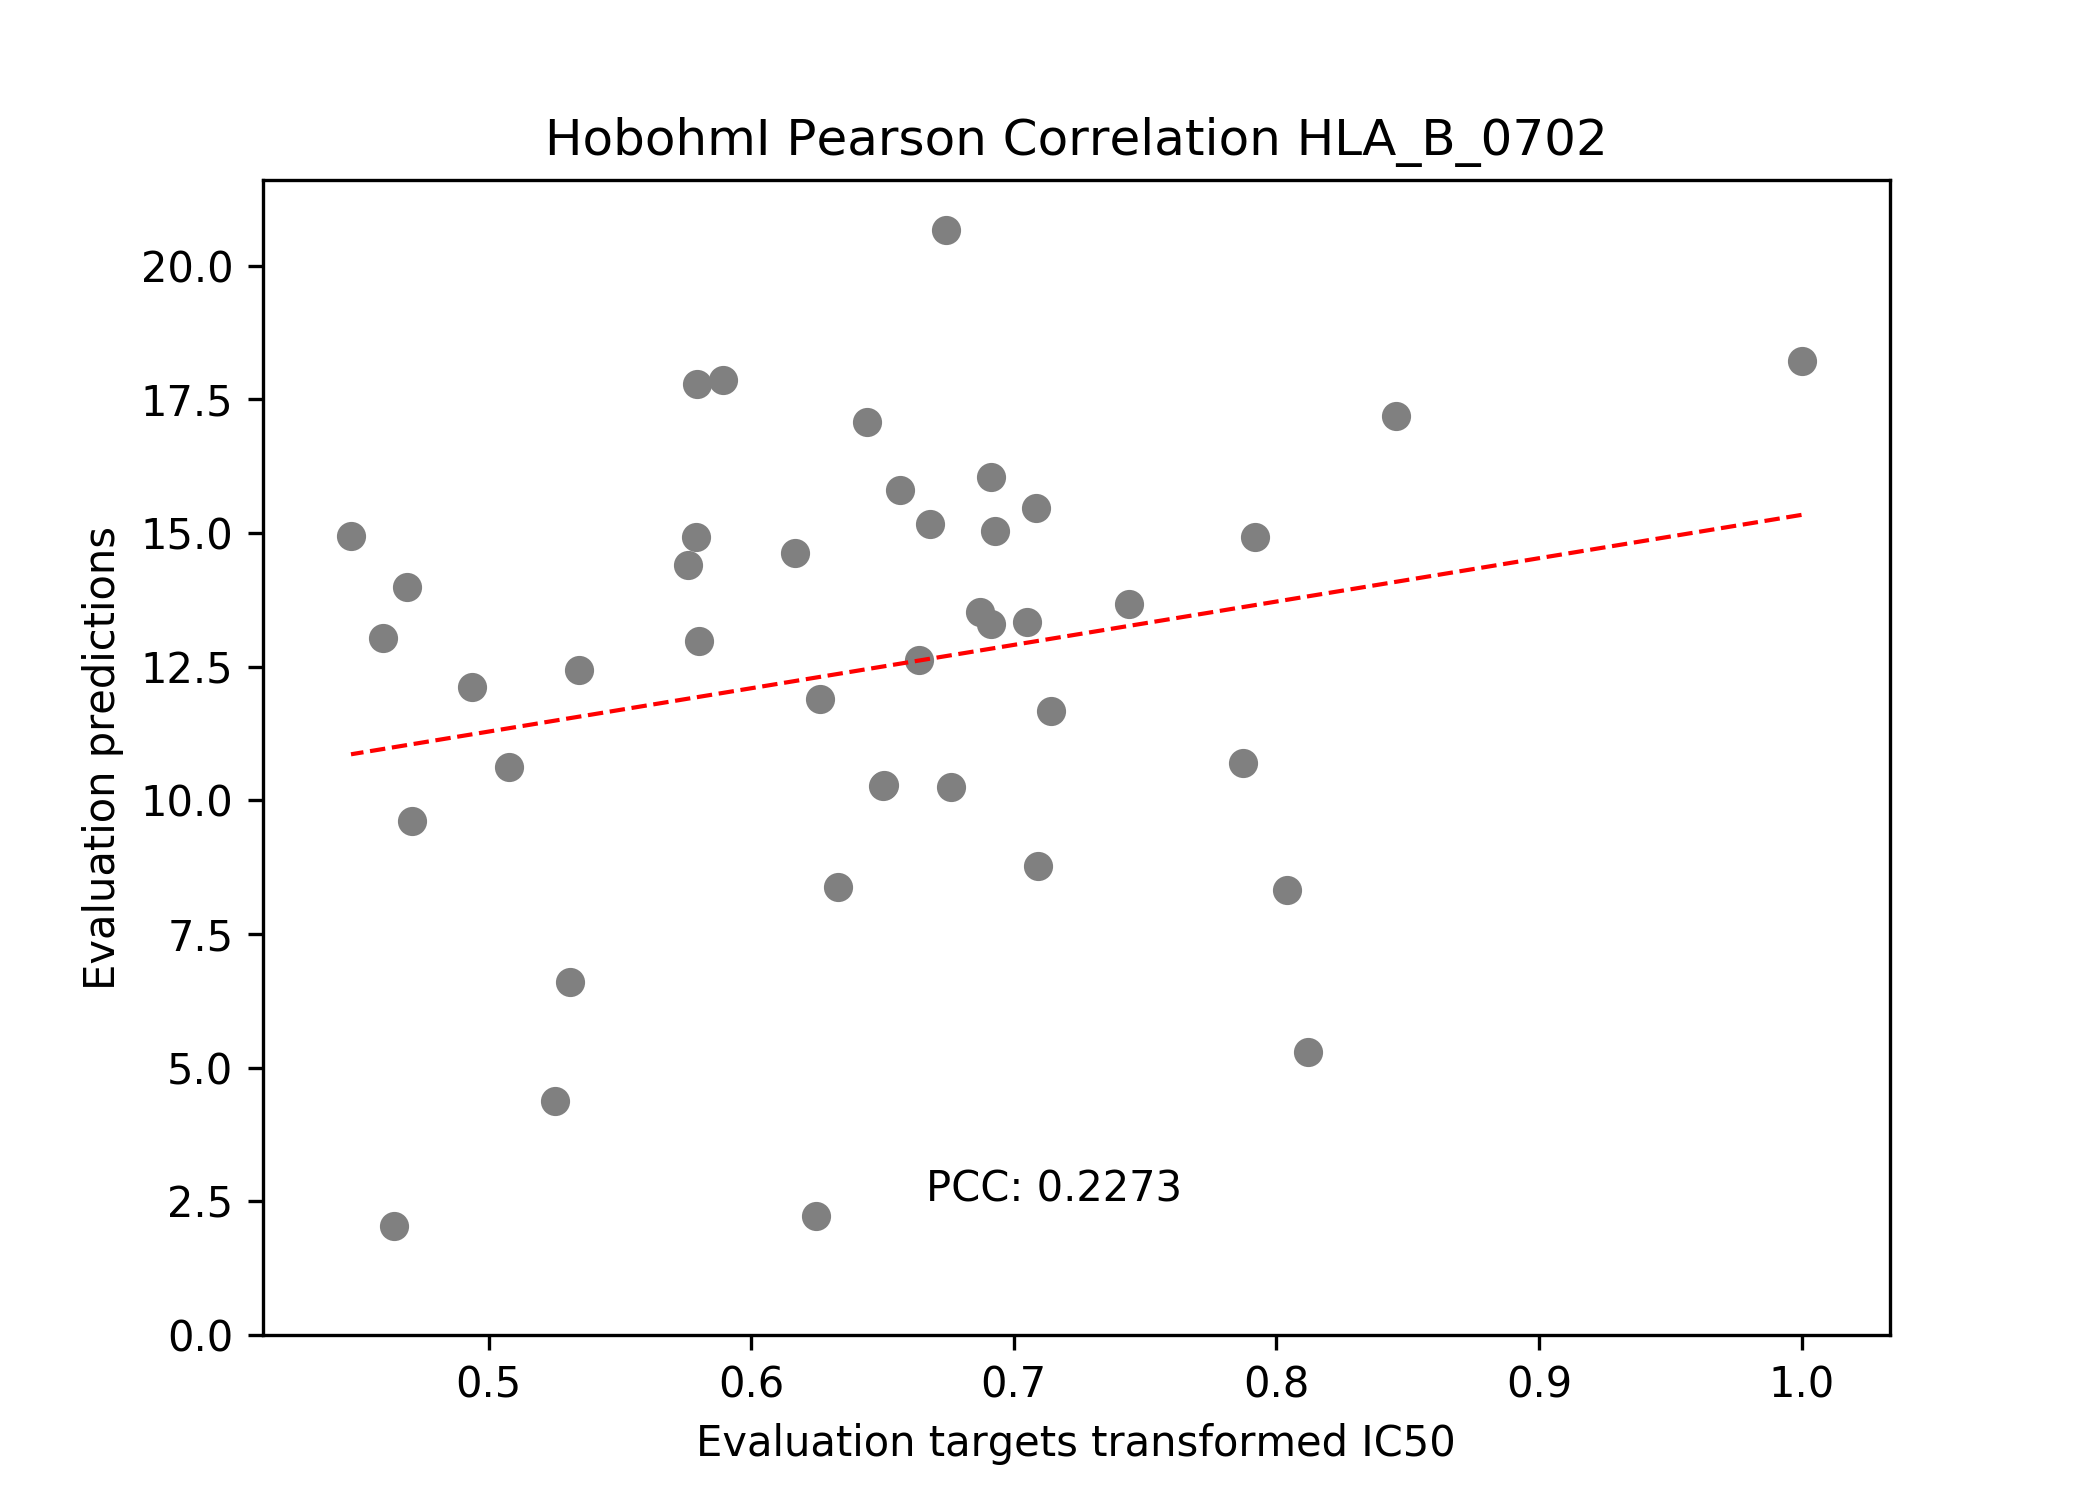 HobohmI Pearson Correlation HLA_B_0702
20.0
17.5
15.0
12.5
10.0
7.5
5.0
2.5
0.0
Evaluation predictions
PCC: 0.2273
0.5 0.6 0.7 0.8 0.9 1.0
Evaluation targets transformed IC50